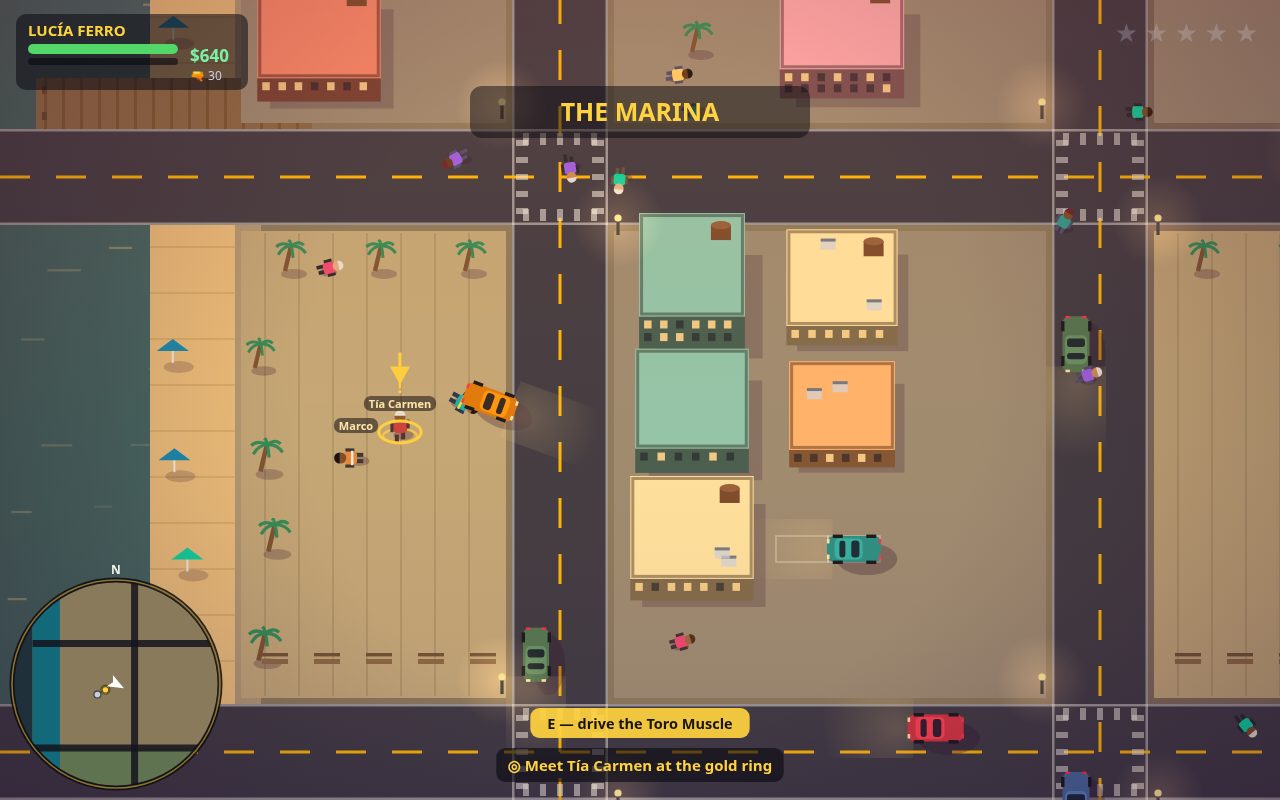 LUCÍA FERRO
$640
30
THE MARINA
Tía Carmen
Marco
N
E — drive the Toro Muscle
◎ Meet Tía Carmen at the gold ring